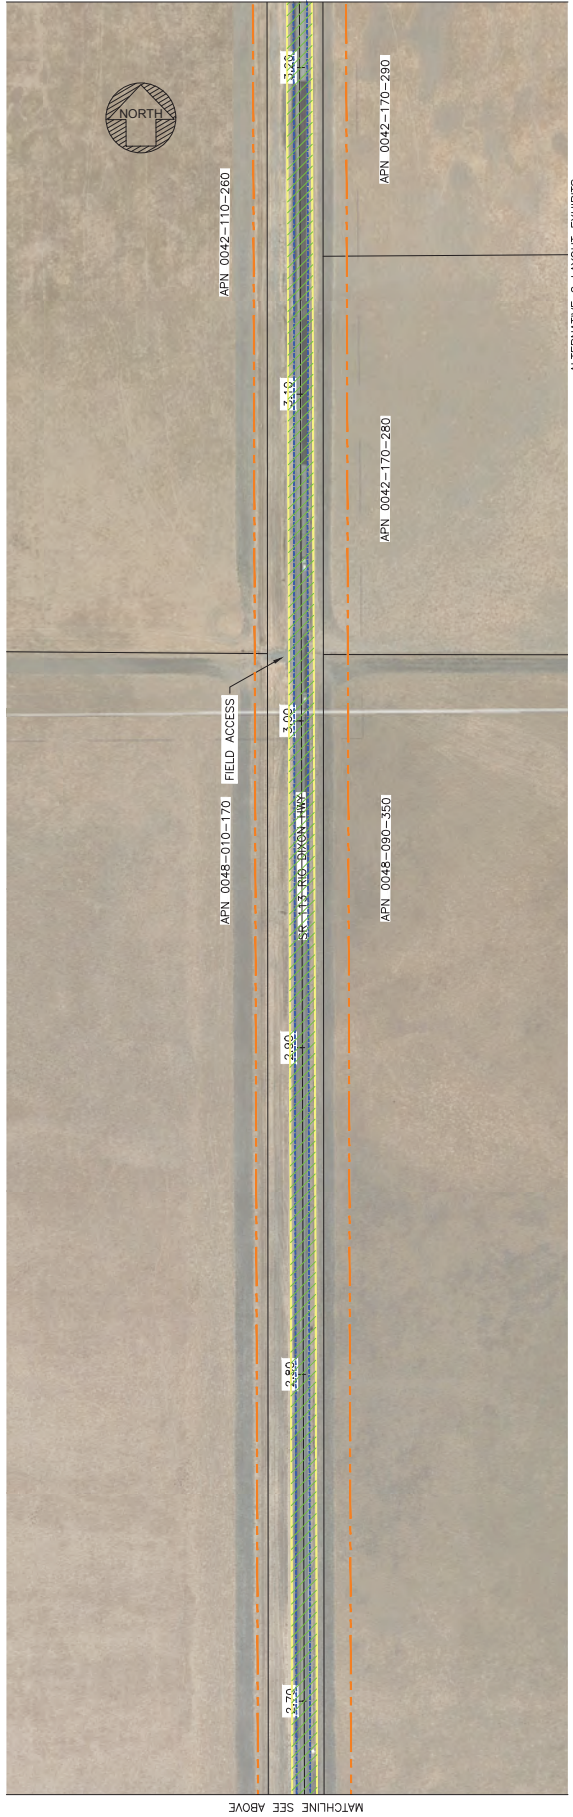 3.20
NORTH
APN 0042-170-290
APN 0042-110-260
3.10
APN 0042-170-280
FIELD ACCESS
3.00
APN 0048-010-170
SR 113 RIO DIXON HWY
APN 0048-090-350
2.90
2.80
2.70
MATCHLINE SEE ABOVE